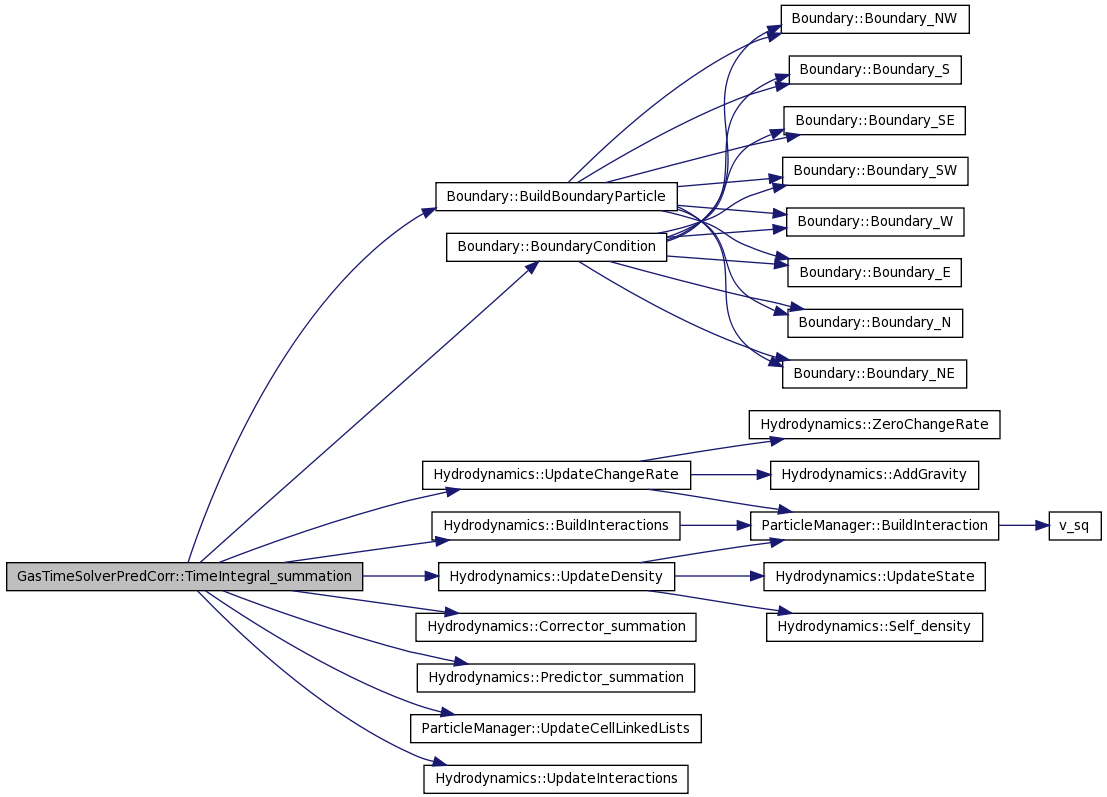 Boundary::Boundary_NW
Boundary::Boundary_S
Boundary::Boundary_SE
Boundary::Boundary_SW
Boundary::BuildBoundaryParticle
Boundary::Boundary_W
Boundary::BoundaryCondition
Boundary::Boundary_E
Boundary::Boundary_N
Boundary::Boundary_NE
Hydrodynamics::ZeroChangeRate
Hydrodynamics::UpdateChangeRate
Hydrodynamics::AddGravity
Hydrodynamics::BuildInteractions
ParticleManager::BuildInteraction
v_sq
GasTimeSolverPredCorr::TimeIntegral_summation
Hydrodynamics::UpdateDensity
Hydrodynamics::UpdateState
Hydrodynamics::Corrector_summation
Hydrodynamics::Self_density
Hydrodynamics::Predictor_summation
ParticleManager::UpdateCellLinkedLists
Hydrodynamics::UpdateInteractions